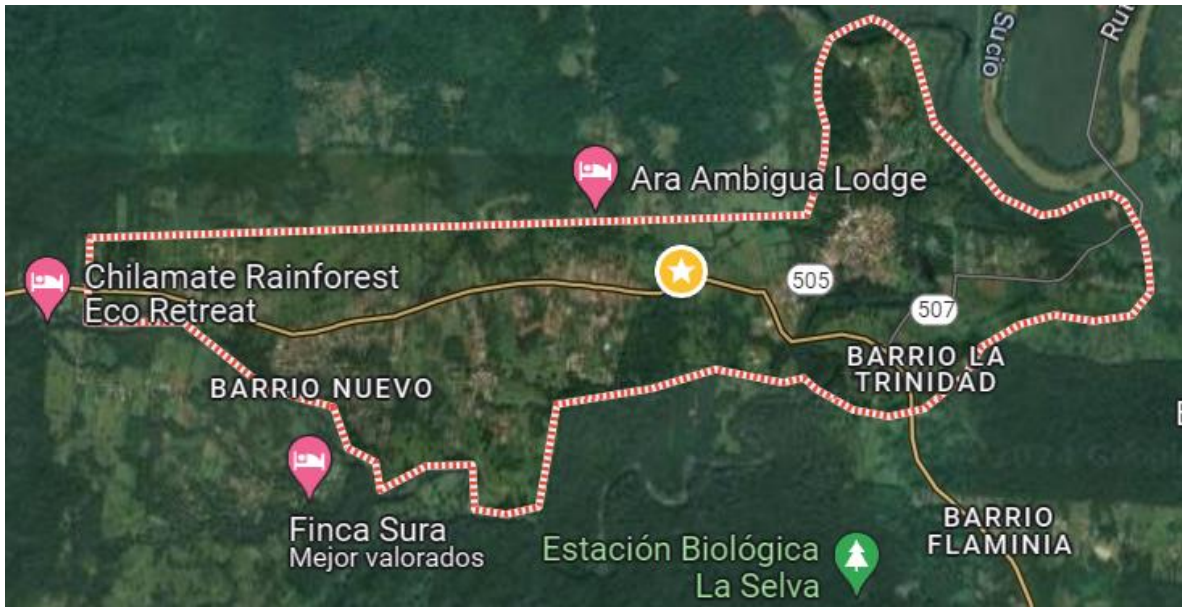 Sucio
Rut
Ara Ambigua Lodge
Chilamate Rainforest
Eco Retreat
505
507
BARRIO LA
TRINIDAD
BARRIO NUEVO
Finca Sura
Mejor valorados
BARRIO
FLAMINIA
Estación Biológica
La Selva